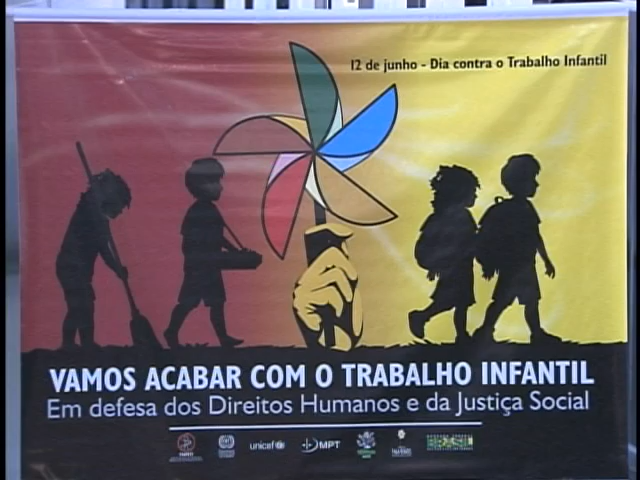 12 de junho - Dia contra o Trabalho Infantil
VAMOS ACABAR COM O TRABALHO INFANTIL
Em defesa dos Direitos Humanos e da Justiça Social
unicef MPT